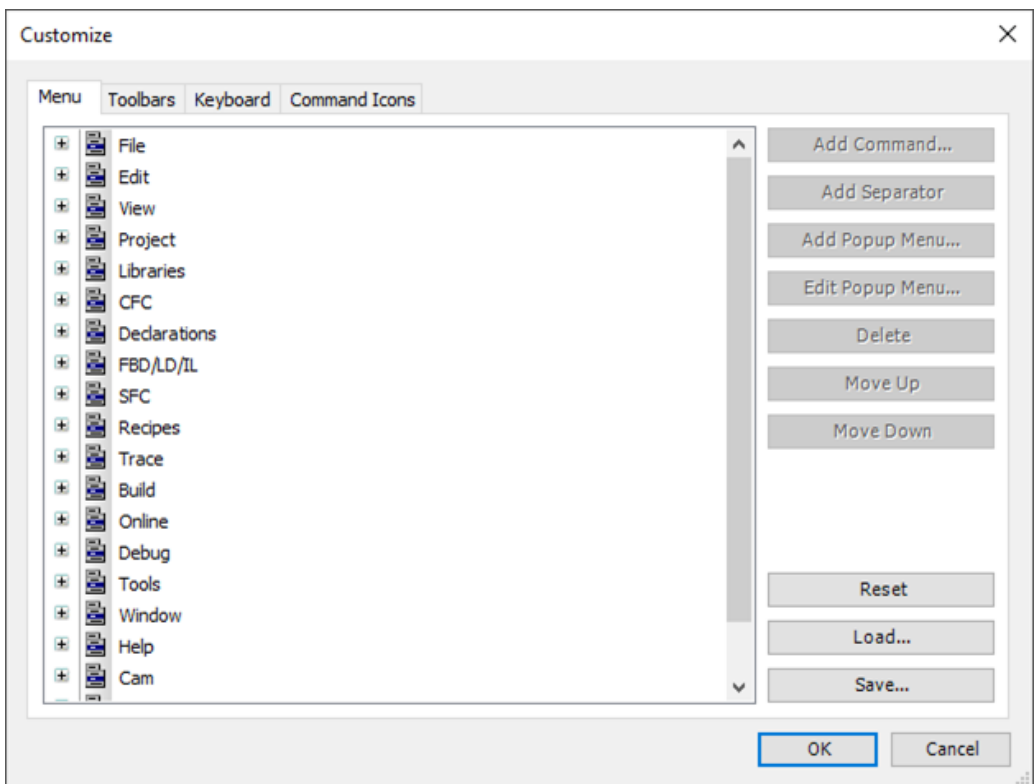 Customize
Menu Toolbars Keyboard Command Icons
File
Edit
View
Project
Libraries
CFC
Declarations
FBD/LD/IL
SFC
Recipes
Trace
Build
Online
Debug
Tools
Window
Help
Cam
Add Command...
Add Separator
Add Popup Menu...
Edit Popup Menu...
Delete
Move Up
Move Down
Reset
Load...
Save...
OK Cancel